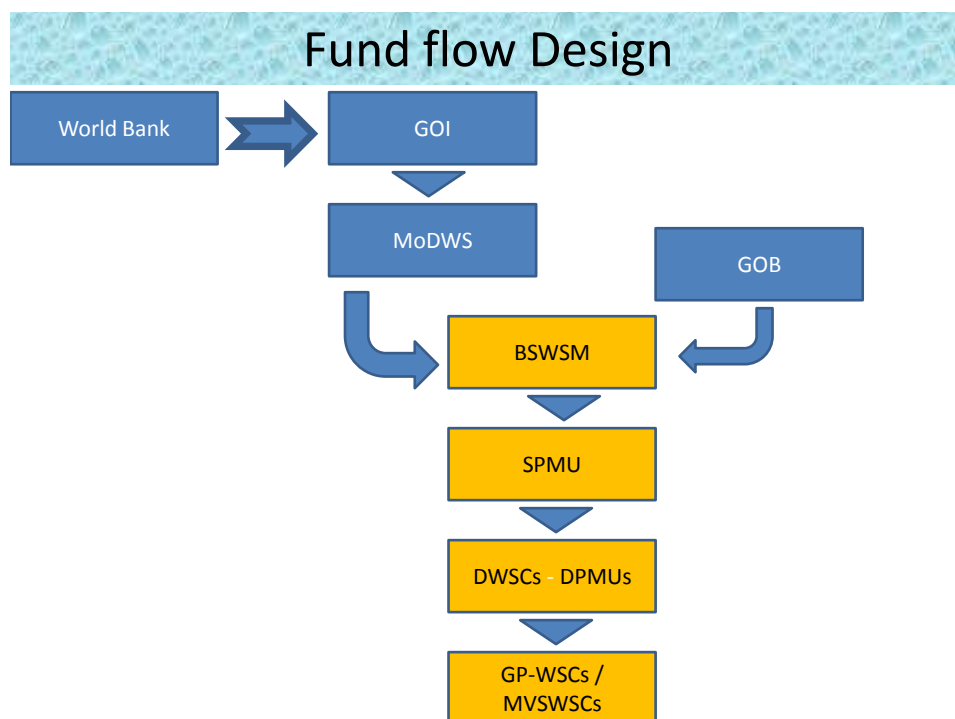 Fund flow Design
World Bank
GOI
MoDWS
GOB
BSWSM
SPMU
DWSCs - DPMUs
GP-WSCs /
MVSWSCs